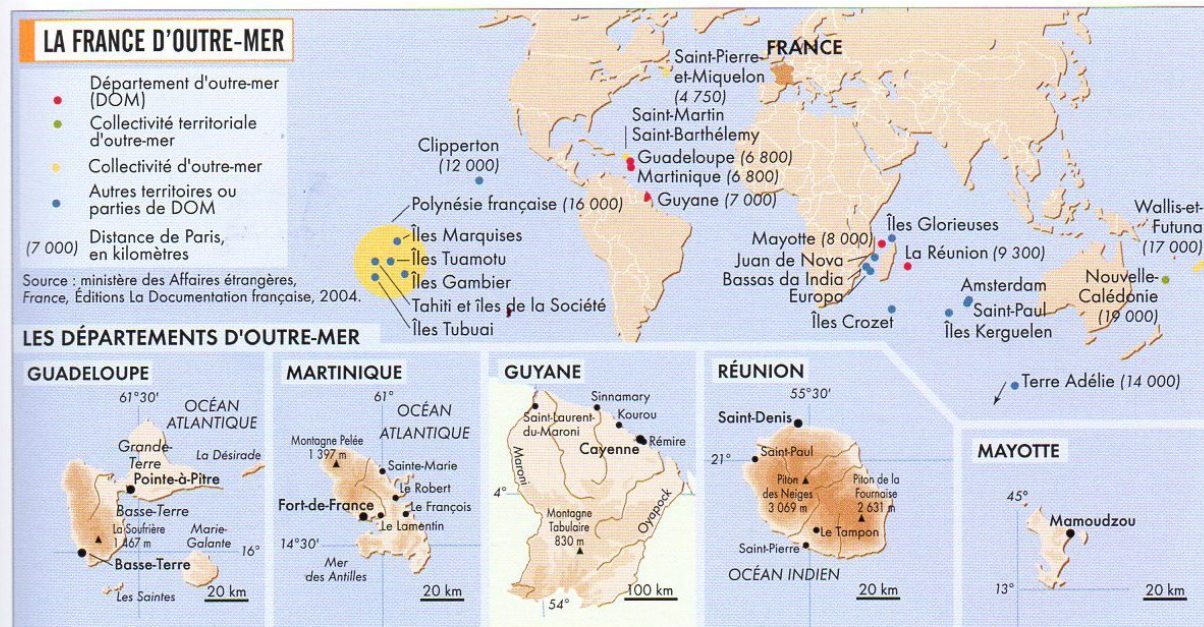 LA FRANCE D'OUTRE-MER
Département d'outre-mer
(DOM)
Collectivité territoriale
d'outre-mer
Collectivité d'outre-mer
Autres territoires ou
parties de DOM
(7 000) Distance de Paris,
en kilomètres
Source : ministère des Affaires étrangères,
France, Éditions La Documentation française, 2004.
FRANCE
Saint-Pierre-
et-Miquelon
(4 750)
Saint-Martin
Saint-Barthélemy
Guadeloupe (6 800)
Martinique (6 800)
Guyane (7 000)
Clipperton
(12 000)
Polynésie française (16 000)
Îles Marquises
Îles Tuamotu
Îles Gambier
Tahiti et îles de la Société
Îles Tubuai
Îles Glorieuses
Mayotte (8 000)
Juan de Nova
Bassas da India
Europa
La Réunion (9 300)
Îles Crozet
Amsterdam
Saint-Paul
Îles Kerguelen
Wallis-et-
Futuna
(17 000)
Nouvelle-
Calédonie
(19 000)
Terre Adélie (14 000)
LES DÉPARTEMENTS D'OUTRE-MER
GUADELOUPE
61°30'
OCÉAN
ATLANTIQUE
Grande-
Terre
La Désirade
Pointe-à-Pitre
Basse-Terre
La Soufrière
1 467 m
Marie-
Galante
16°
Basse-Terre
Les Saintes
20 km
MARTINIQUE
61°
OCÉAN
ATLANTIQUE
Montagne Pelée
1 397 m
Sainte-Marie
Le Robert
Fort-de-France
Le François
Le Lamentin
14°30'
Mer
des Antilles
20 km
GUYANE
Sinnamary
Saint-Laurent-
du-Maroni
Kourou
Cayenne
Rémire
Maroni
4°
Oyapock
Montagne
Tabulaire
830 m
54°
100 km
RÉUNION
55°30'
Saint-Denis
21°
Saint-Paul
Piton
des Neiges
3 069 m
Piton de la
Fournaise
2 631 m
Le Tampon
Saint-Pierre
OCÉAN INDIEN
20 km
MAYOTTE
45°
Mamoudzou
13°
20 km